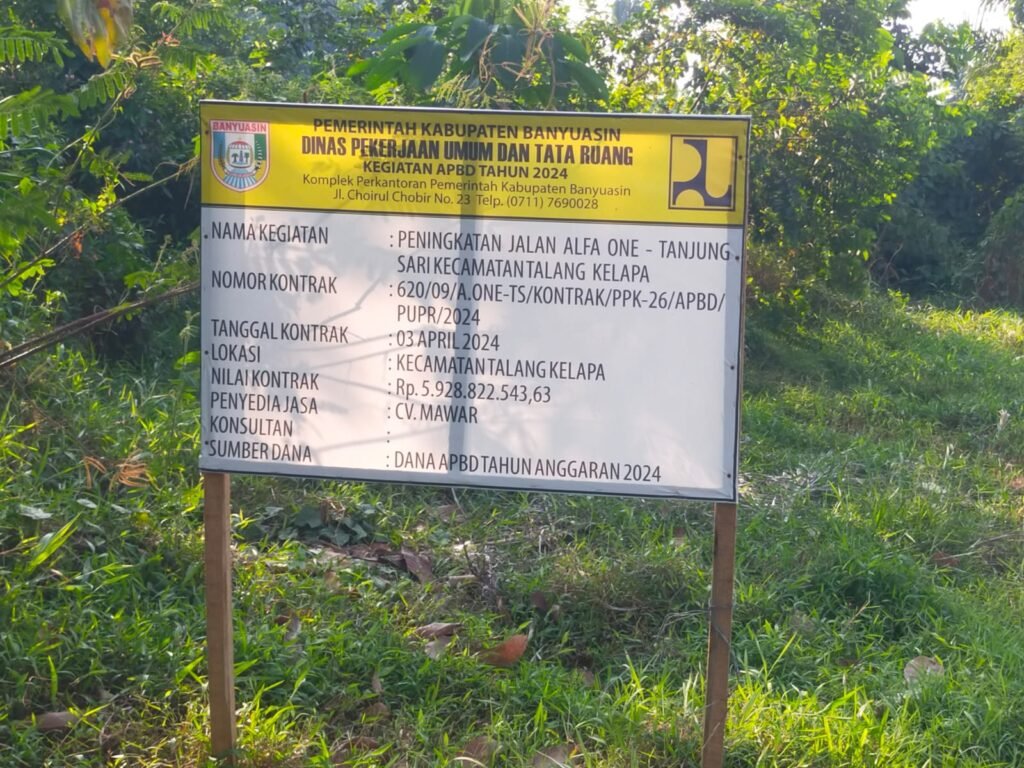 BANYUASIN
PEMERINTAH KABUPATEN BANYUASIN
DINAS PEKERJAAN UMUM DAN TATA RUANG
KEGIATAN APBD TAHUN 2024
Komplek Perkantoran Pemerintah Kabupaten Banyuasin
Jl. Choirul Chobir No. 23 Telp. (0711) 7690028
NAMA KEGIATAN : PENINGKATAN JALAN ALFA ONE - TANJUNG
SARI KECAMATAN TALANG KELAPA
NOMOR KONTRAK : 620/09/A.ONE-TS/KONTRAK/PPK-26/APBD/
PUPR/2024
TANGGAL KONTRAK : 03 APRIL 2024
LOKASI : KECAMATAN TALANG KELAPA
NILAI KONTRAK : Rp. 5.928.822.543,63
PENYEDIA JASA : CV. MAWAR
KONSULTAN :
SUMBER DANA : DANA APBD TAHUN ANGGARAN 2024